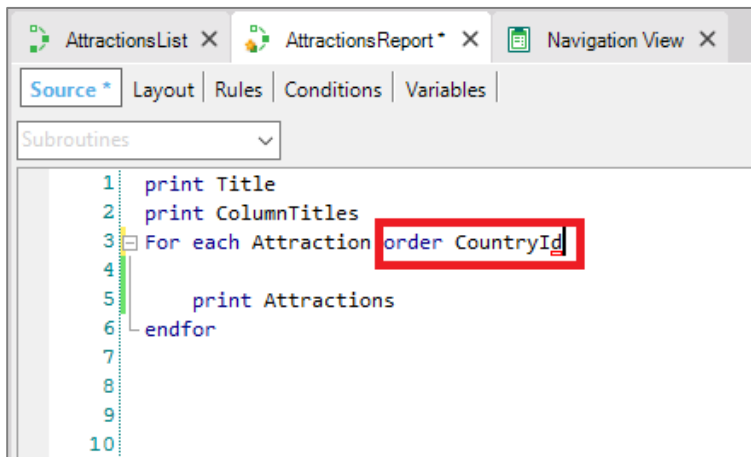 AttractionsList AttractionsReport * Navigation View
Source * Layout Rules Conditions Variables
Subroutines
1 print Title
2 print ColumnTitles
3 For each Attraction order CountryId
4
5 print Attractions
6 endfor
7
8
9
10